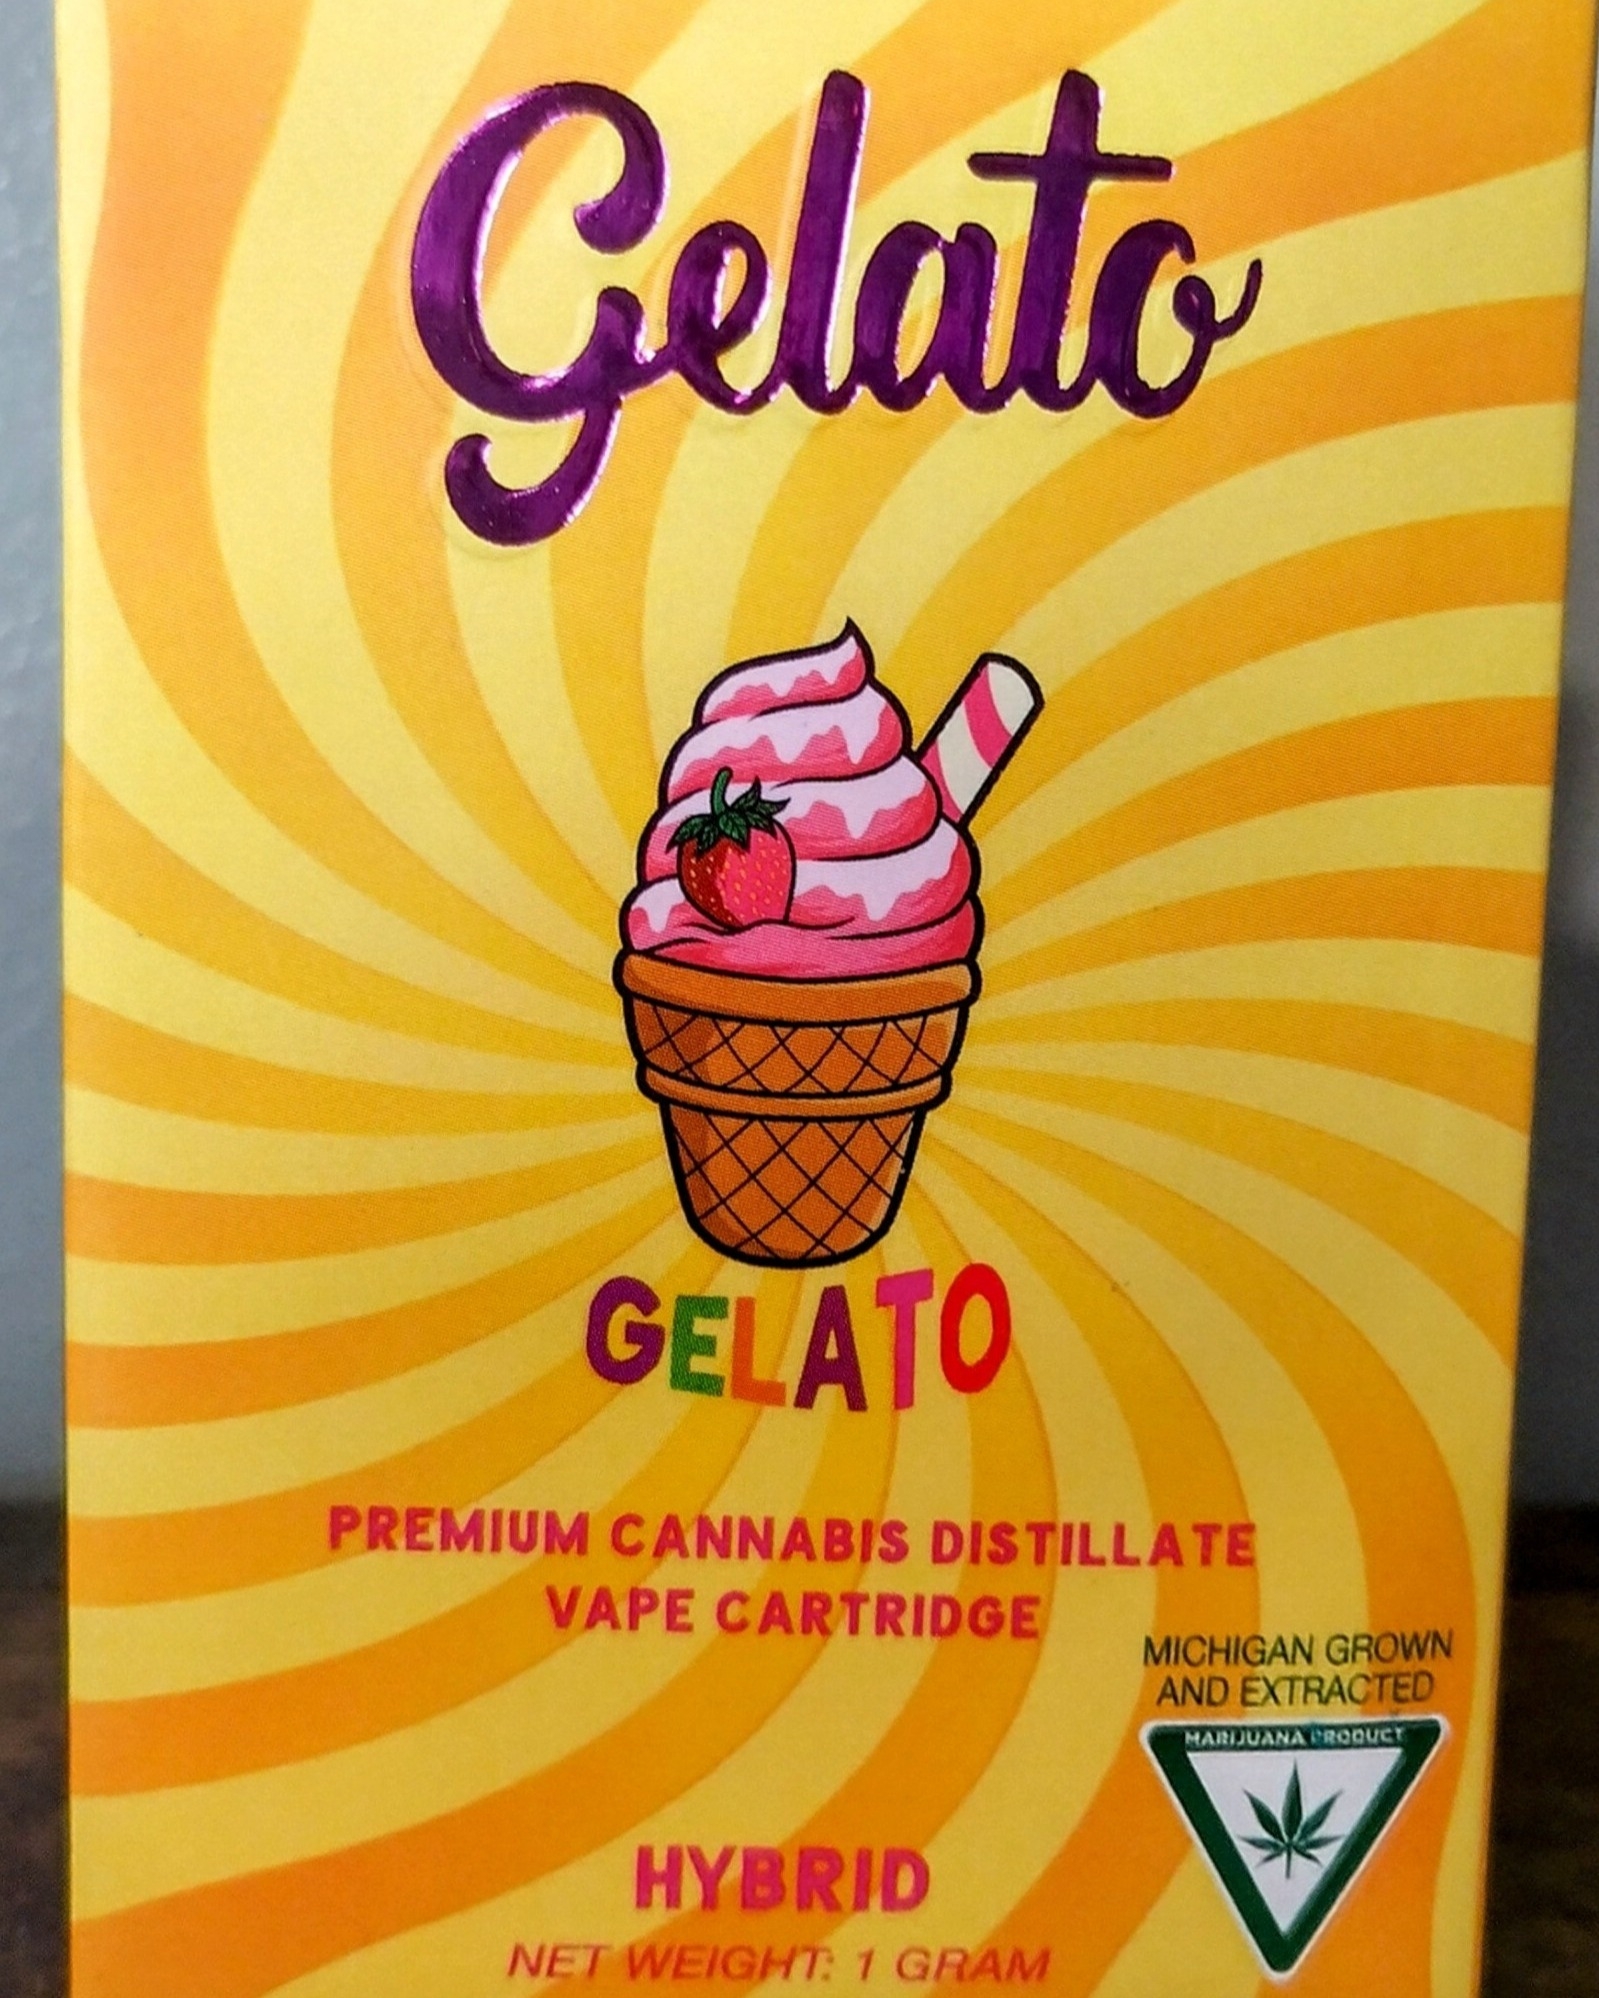 Gelato
GELATO
PREMIUM CANNABIS DISTILLATE
VAPE CARTRIDGE
MICHIGAN GROWN
AND EXTRACTED
MARIJUANA PRODUCT
HYBRID
NET WEIGHT: 1 GRAM